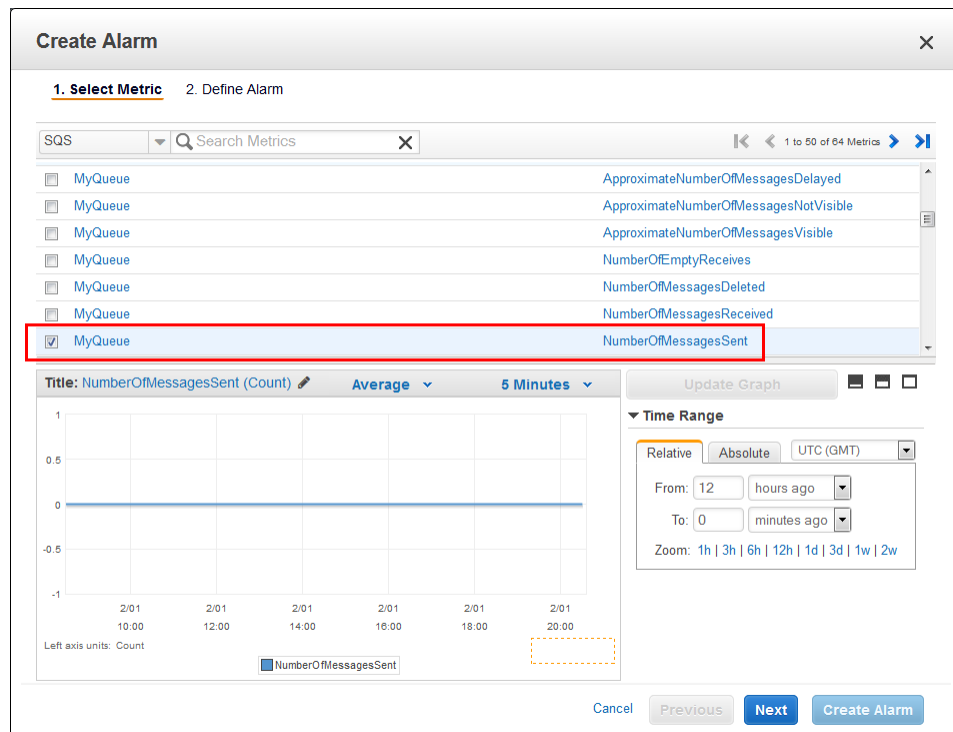 Create Alarm
1. Select Metric 2. Define Alarm
SQS Search Metrics 1 to 50 of 64 Metrics
MyQueue ApproximateNumberOfMessagesDelayed
MyQueue ApproximateNumberOfMessagesNotVisible
MyQueue ApproximateNumberOfMessagesVisible
MyQueue NumberOfEmptyReceives
MyQueue NumberOfMessagesDeleted
MyQueue NumberOfMessagesReceived
MyQueue NumberOfMessagesSent
Title: NumberOfMessagesSent (Count) Average 5 Minutes
1
0.5
0
-0.5
-1
2/01 2/01 2/01 2/01 2/01 2/01
10:00 12:00 14:00 16:00 18:00 20:00
Left axis units: Count
NumberOfMessagesSent
Update Graph
Time Range
Relative Absolute UTC (GMT)
From: 12 hours ago
To: 0 minutes ago
Zoom: 1h | 3h | 6h | 12h | 1d | 3d | 1w | 2w
Cancel Previous Next Create Alarm